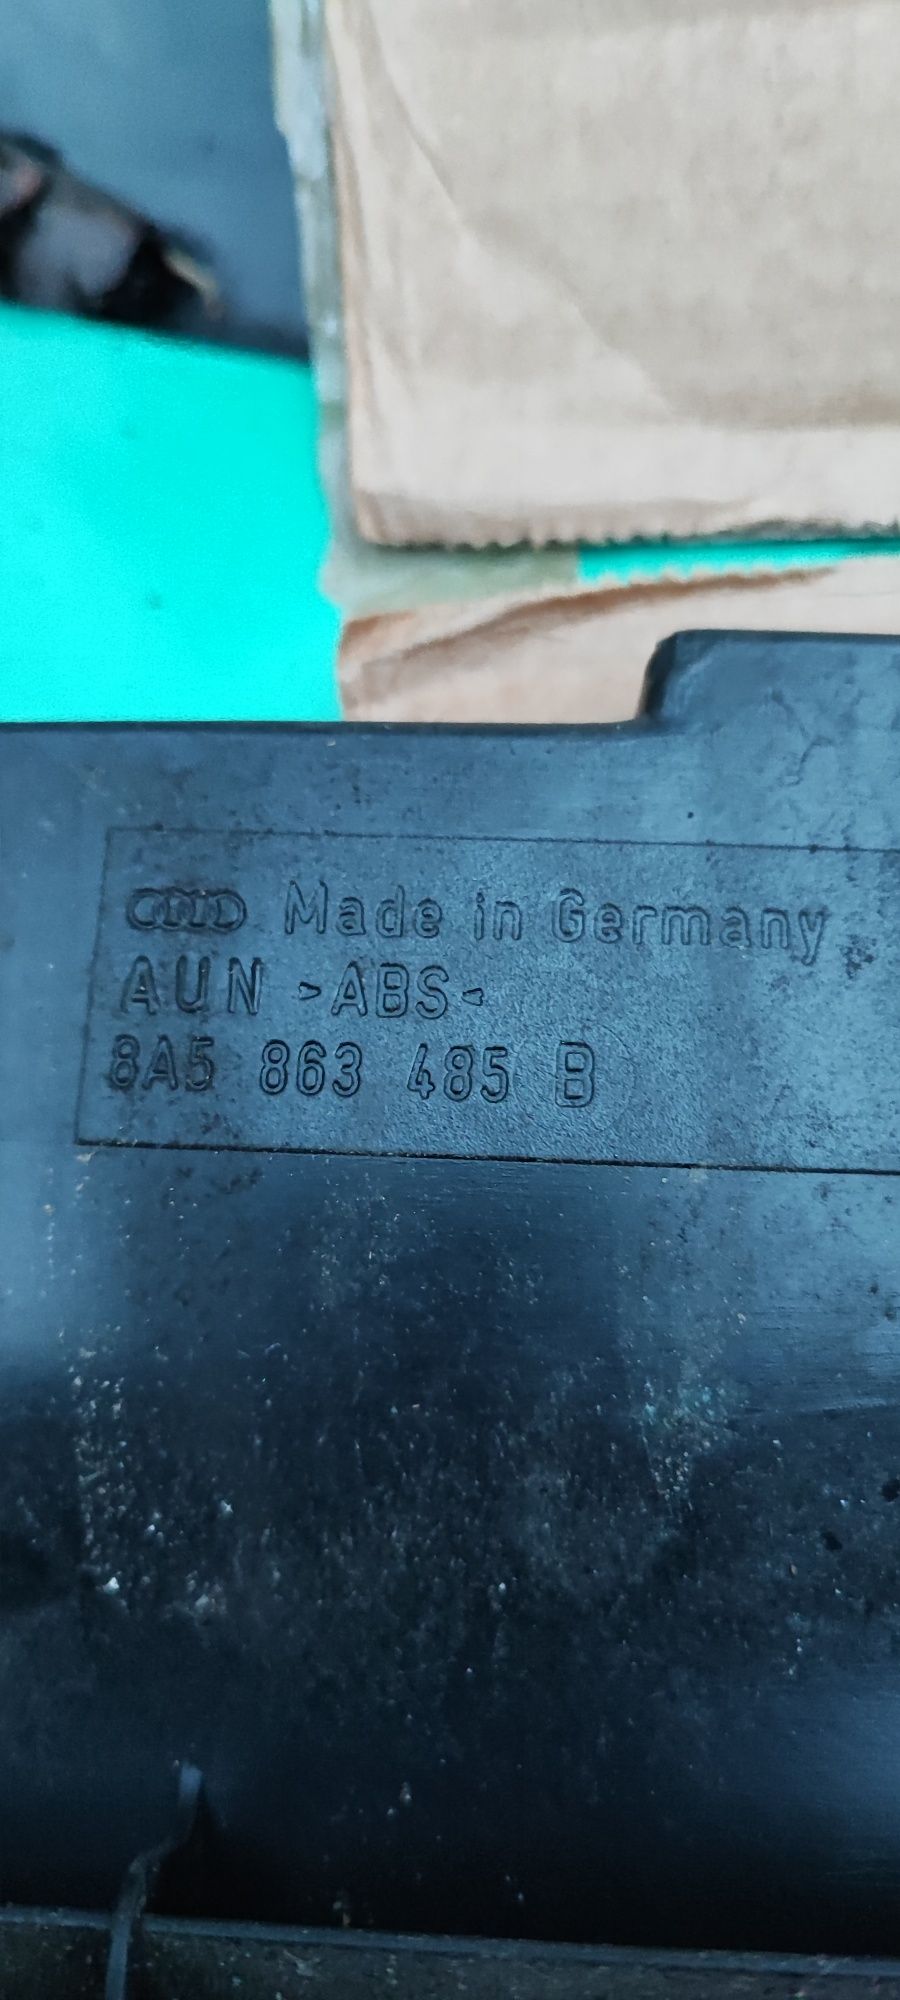 Made in Germany
AUN >ABS<
8A5 863 485 B